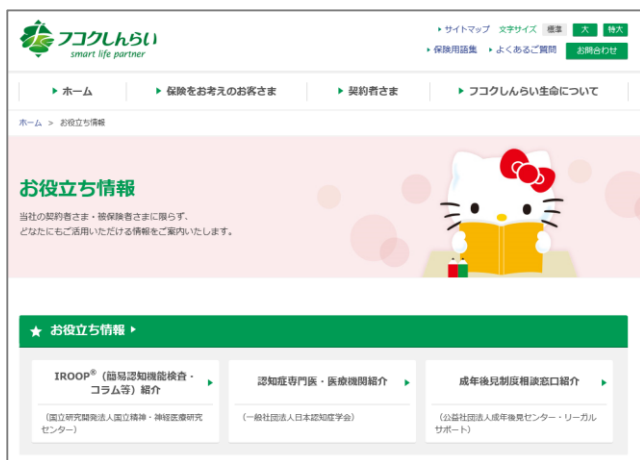 フコクしんらい
smart life partner
サイトマップ 文字サイズ 標準 大 特大
保険用語集 よくあるご質問 お問合わせ
ホーム 保険をお考えのお客さま 契約者さま フコクしんらい生命について
ホーム > お役立ち情報
お役立ち情報
当社の契約者さま・被保険者さまに限らず、
どなたにもご活用いただける情報をご案内いたします。
★ お役立ち情報
IROOP®（簡易認知機能検査・
コラム等）紹介
（国立研究開発法人国立精神・神経医療研究
センター）
認知症専門医・医療機関紹介
（一般社団法人日本認知症学会）
成年後見制度相談窓口紹介
（公益社団法人成年後見センター・リーガル
サポート）